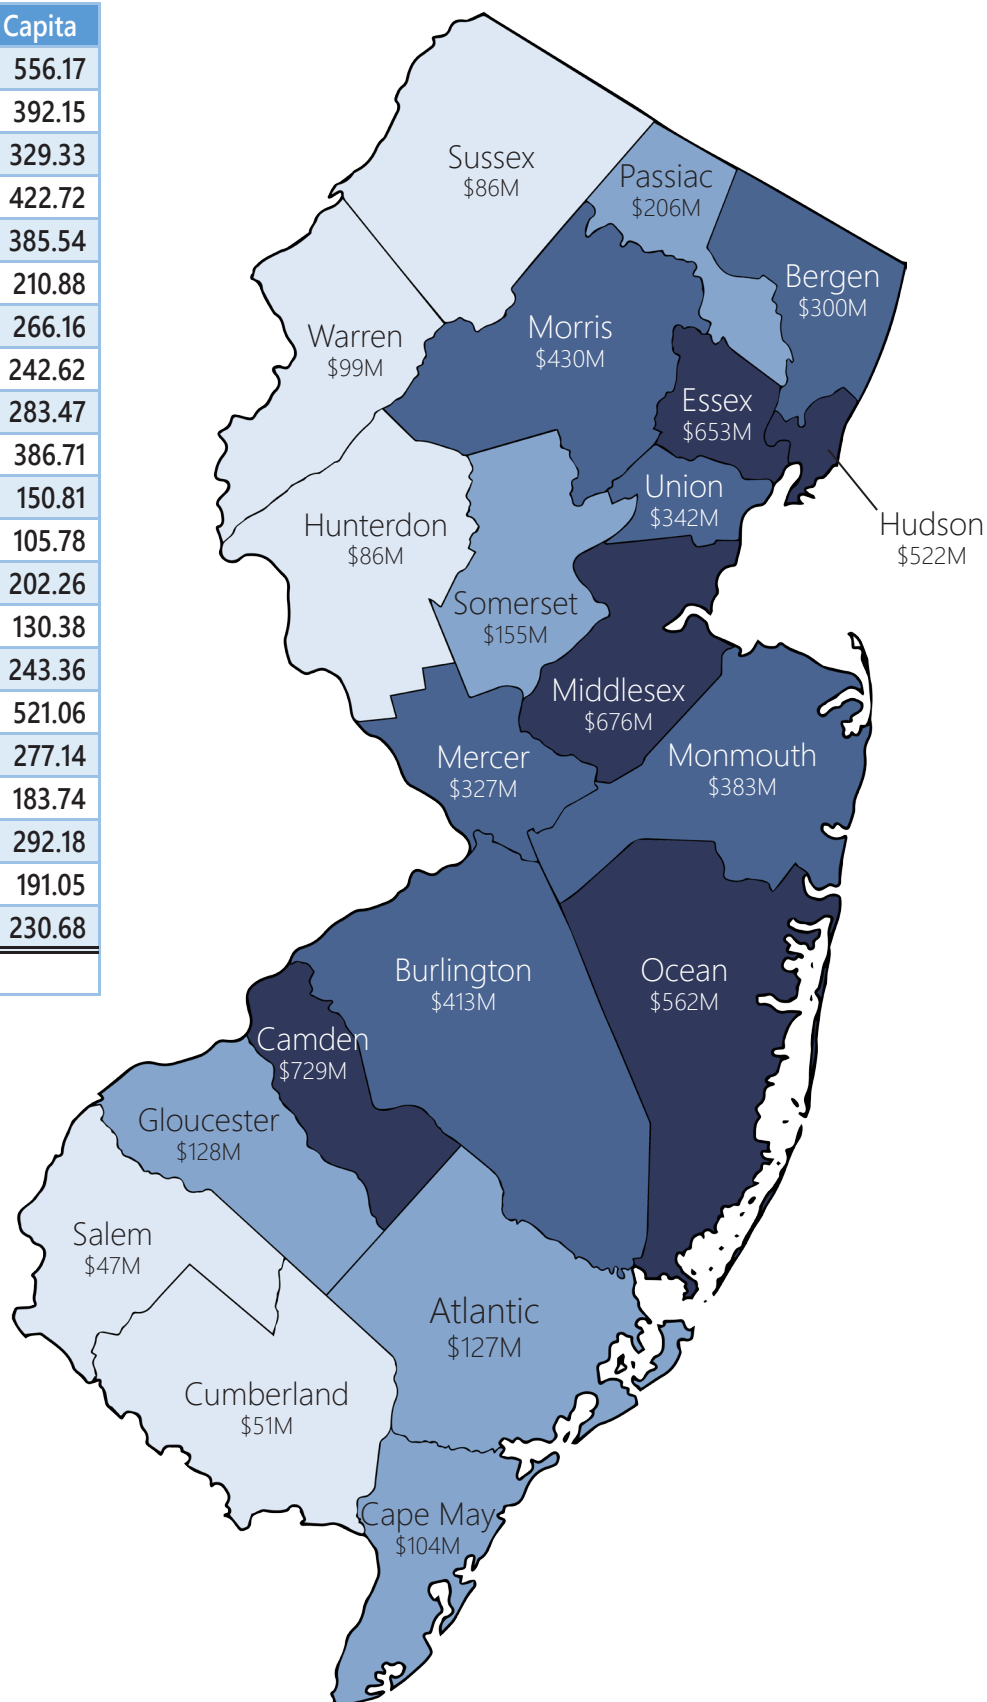 Capita
556.17
392.15
329.33
422.72
385.54
210.88
266.16
242.62
283.47
386.71
150.81
105.78
202.26
130.38
243.36
521.06
277.14
183.74
292.18
191.05
230.68
Sussex
$86M
Passiac
$206M
Bergen
$300M
Warren
$99M
Morris
$430M
Essex
$653M
Union
$342M
Hudson
$522M
Hunterdon
$86M
Somerset
$155M
Middlesex
$676M
Mercer
$327M
Monmouth
$383M
Burlington
$413M
Ocean
$562M
Camden
$729M
Gloucester
$128M
Salem
$47M
Atlantic
$127M
Cumberland
$51M
Cape May
$104M